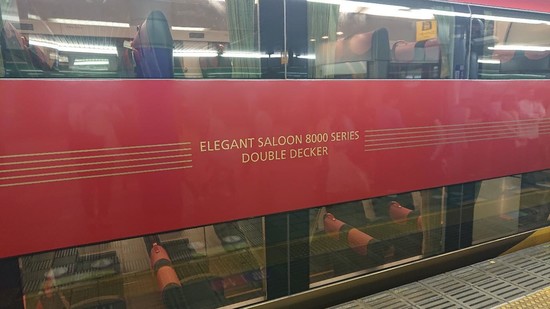 ELEGANT SALOON 8000 SERIES
DOUBLE DECKER